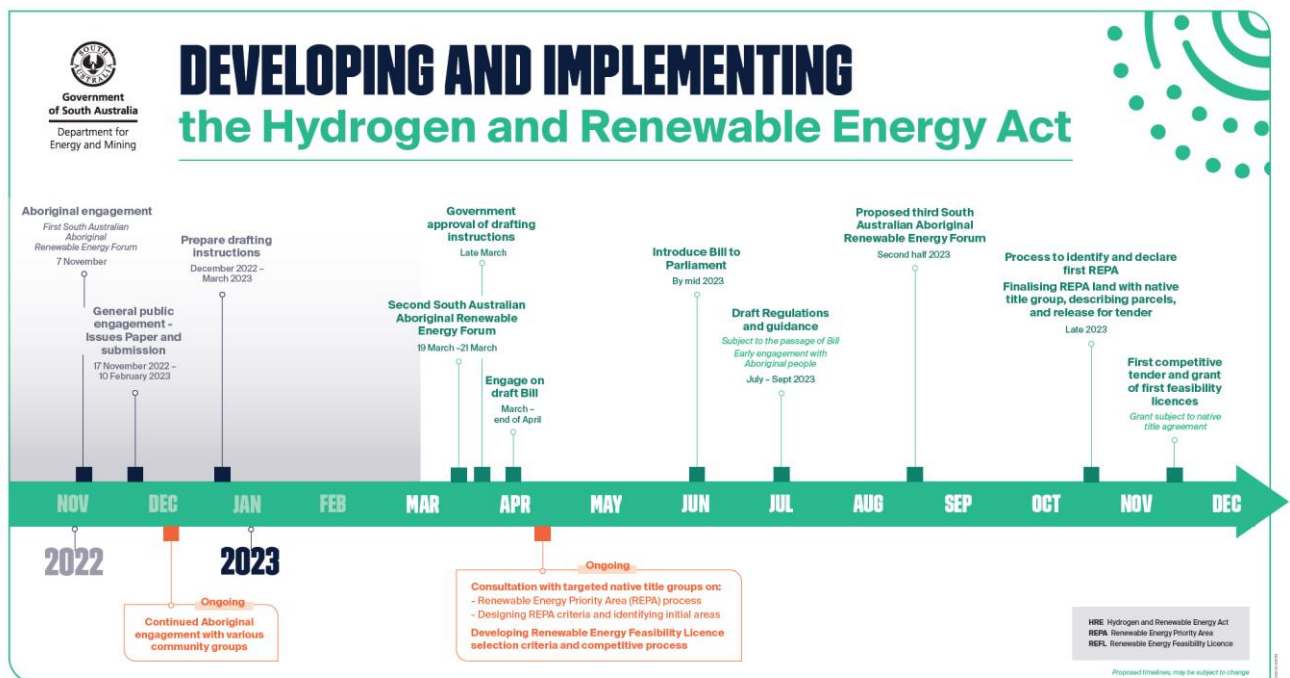 SOUTH AUSTRALIA
Government
of South Australia
Department for
Energy and Mining
DEVELOPING AND IMPLEMENTING
the Hydrogen and Renewable Energy Act
Aboriginal engagement
First South Australian
Aboriginal
Renewable Energy Forum
7 November
General public
engagement -
Issues Paper and
submission
17 November 2022 –
10 February 2023
Prepare drafting
instructions
December 2022 –
March 2023
Government
approval of drafting
instructions
Late March
Second South Australian
Aboriginal Renewable
Energy Forum
19 March –21 March
Engage on
draft Bill
March –
end of April
Introduce Bill to
Parliament
By mid 2023
Draft Regulations
and guidance
Subject to the passage of Bill
Early engagement with
Aboriginal people
July – Sept 2023
Proposed third South
Australian Aboriginal
Renewable Energy Forum
Second half 2023
Process to identify and declare
first REPA
Finalising REPA land with native
title group, describing parcels,
and release for tender
Late 2023
First competitive
tender and grant
of first feasibility
licences
Grant subject to native
title agreement
NOV DEC JAN FEB MAR APR MAY JUN JUL AUG SEP OCT NOV DEC
2022 2023
Ongoing
Continued Aboriginal
engagement with various
community groups
Ongoing
Consultation with targeted native title groups on:
- Renewable Energy Priority Area (REPA) process
- Designing REPA criteria and identifying initial areas
Developing Renewable Energy Feasibility Licence
selection criteria and competitive process
HRE Hydrogen and Renewable Energy Act
REPA Renewable Energy Priority Area
REFL Renewable Energy Feasibility Licence
Proposed timelines, may be subject to change